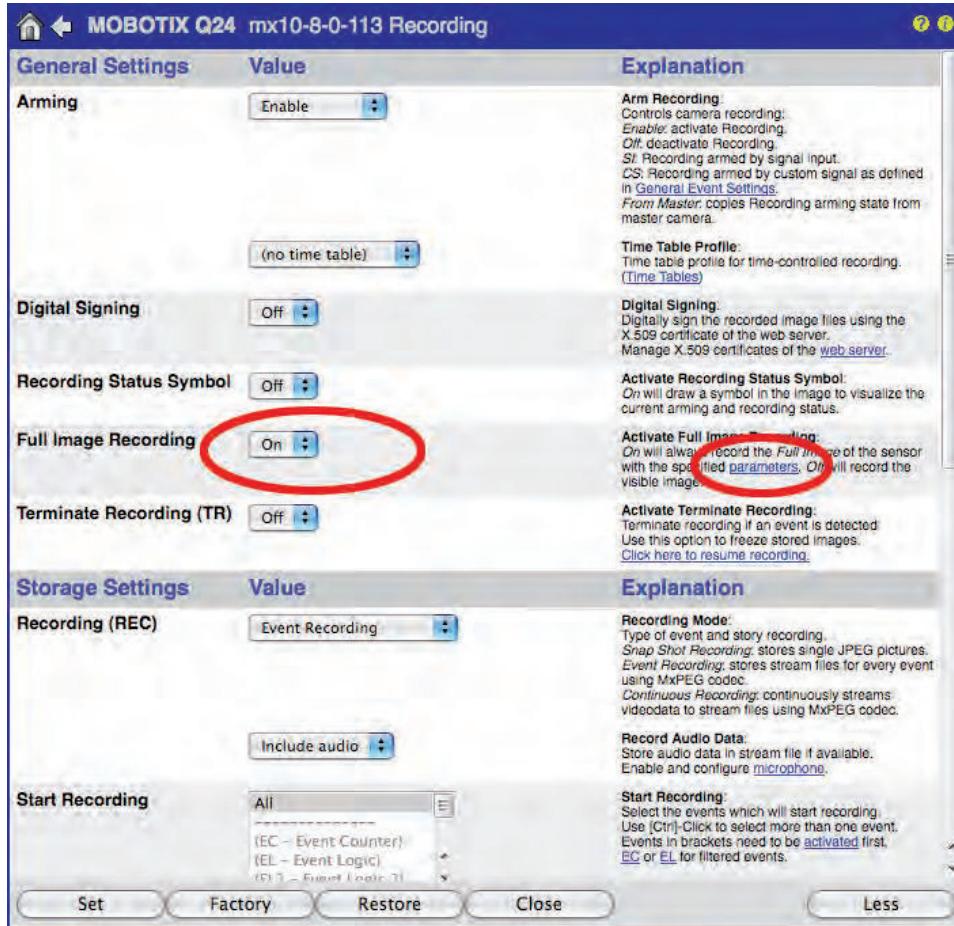 MOBOTIX Q24 mx10-8-0-113 Recording
General Settings Value Explanation
Arming
Enable
Arm Recording:
Controls camera recording:
Enable: activate Recording.
Off: deactivate Recording.
SI: Recording armed by signal input.
CS: Recording armed by custom signal as defined
in General Event Settings.
From Master: copies Recording arming state from
master camera.
(no time table)
Time Table Profile:
Time table profile for time-controlled recording.
(Time Tables)
Digital Signing
Off
Digital Signing:
Digitally sign the recorded image files using the
X.509 certificate of the web server.
Manage X.509 certificates of the web server.
Recording Status Symbol
Off
Activate Recording Status Symbol:
On will draw a symbol in the image to visualize the
current arming and recording status.
Full Image Recording
On
Activate Full Image Recording:
On will always record the Full Image of the sensor
with the specified parameters. Off will record the
visible image.
Terminate Recording (TR)
Off
Activate Terminate Recording:
Terminate recording if an event is detected
Use this option to freeze stored images.
Click here to resume recording.
Storage Settings Value Explanation
Recording (REC)
Event Recording
Recording Mode:
Type of event and story recording.
Snap Shot Recording: stores single JPEG pictures.
Event Recording: stores stream files for every event
using MxPEG codec.
Continuous Recording: continuously streams
videodata to stream files using MxPEG codec.
Include audio
Record Audio Data:
Store audio data in stream file if available.
Enable and configure microphone.
Start Recording
All
--------------
(EC – Event Counter)
(EL – Event Logic)
(EL2 – Event Logic 2)
Start Recording:
Select the events which will start recording.
Use [Ctrl]-Click to select more than one event.
Events in brackets need to be activated first,
EC or EL for filtered events.
Set Factory Restore Close Less